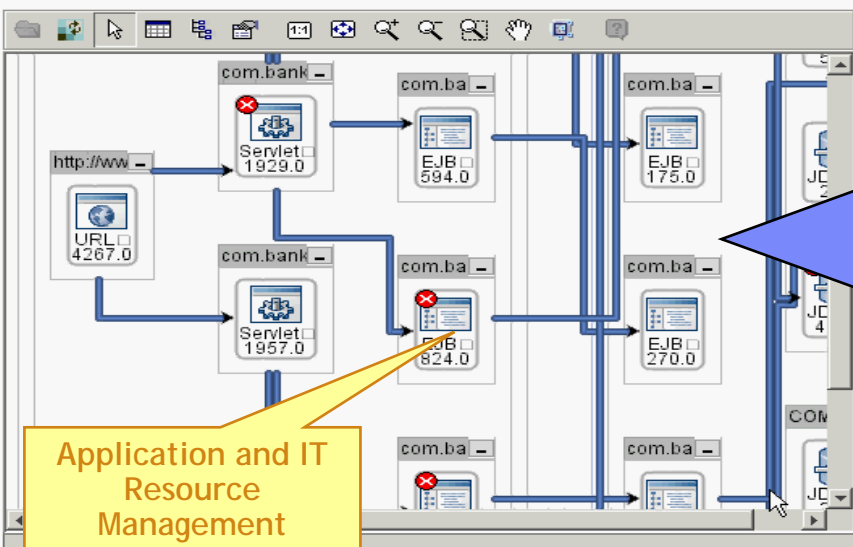 1:1
com.bank
com.ba
com.ba
Servlet
1929.0
EJB
594.0
EJB
175.0
http://ww
URL
4267.0
com.bank
com.ba
com.ba
Servlet
1957.0
EJB
824.0
EJB
270.0
COM
com.ba
com.ba
Application and IT
Resource
Management